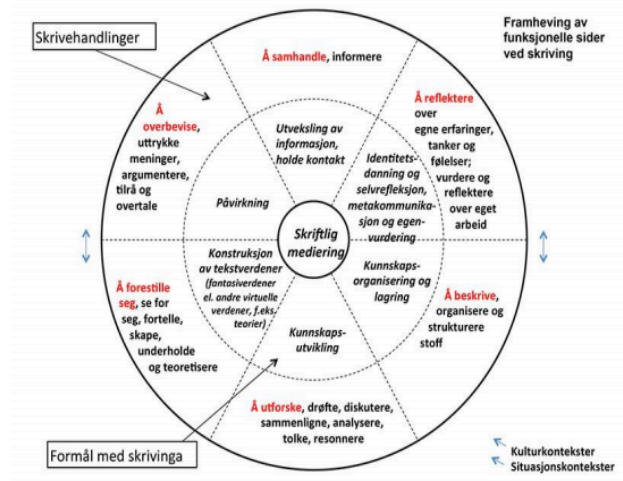 Skrivehandlinger
Framheving av
funksjonelle sider
ved skriving
Å samhandle, informere
Å reflektere
over
egne erfaringer,
tanker og
følelser;
vurdere og
reflektere
over eget
arbeid
Å
overbevise,
uttrykke
meninger,
argumentere,
tilrå og
overtale
Utveksling av
informasjon,
holde kontakt
Identitets-
danning og
selvrefleksjon,
metakommunika-
sjon og egen-
vurdering
Påvirkning
Skriftlig
mediering
Konstruksjon
av tekstverdener
(fantasiverdener
el. andre virtuelle
verdener, f.eks.
teorier)
Kunnskaps-
organisering og
lagring
Å forestille
seg, se for
seg, fortelle,
skape,
underholde
og teoretisere
Å beskrive,
organisere og
strukturere
stoff
Kunnskaps-
utvikling
Å utforske, drøfte, diskutere,
sammenligne, analysere,
tolke, resonnere
Formål med skrivinga
Kulturkontekster
Situasjonskontekster